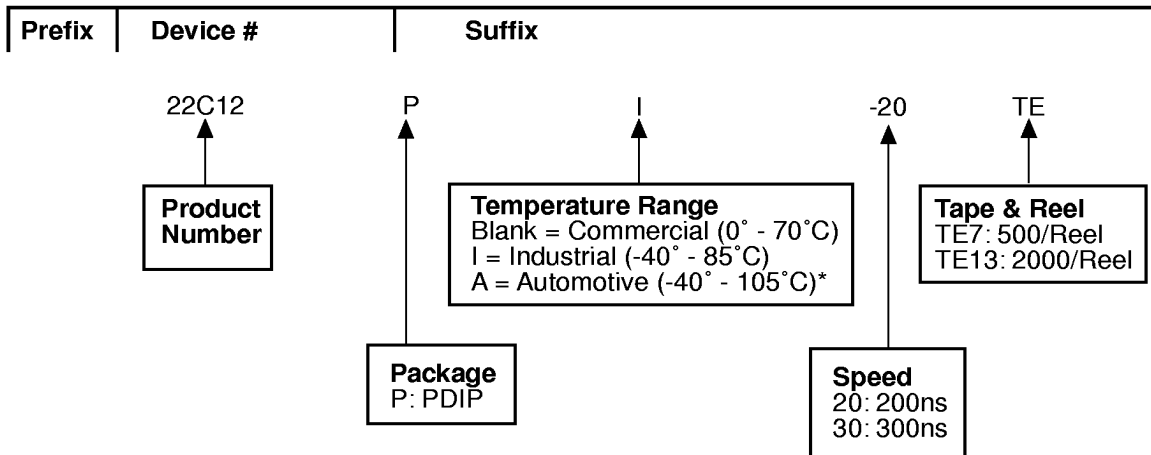 Prefix Device # Suffix
22C12 P I -20 TE
Product
Number
Temperature Range
Blank = Commercial (0˚ - 70˚C)
I = Industrial (-40˚ - 85˚C)
A = Automotive (-40˚ - 105˚C)*
Tape & Reel
TE7: 500/Reel
TE13: 2000/Reel
Package
P: PDIP
Speed
20: 200ns
30: 300ns